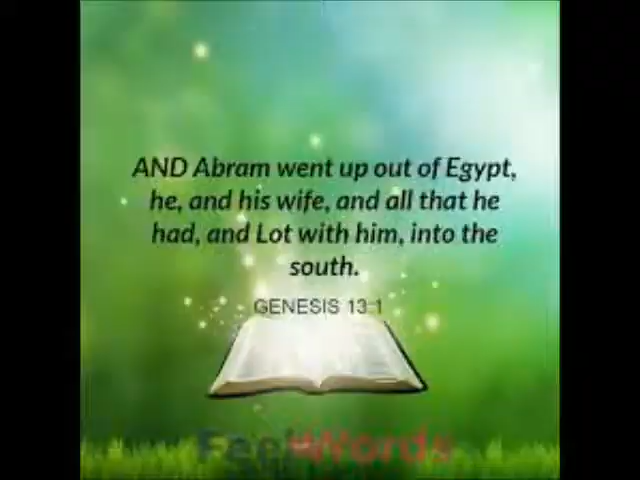 AND Abram went up out of Egypt,
he, and his wife, and all that he
had, and Lot with him, into the
south.
GENESIS 13:1
FeelWords